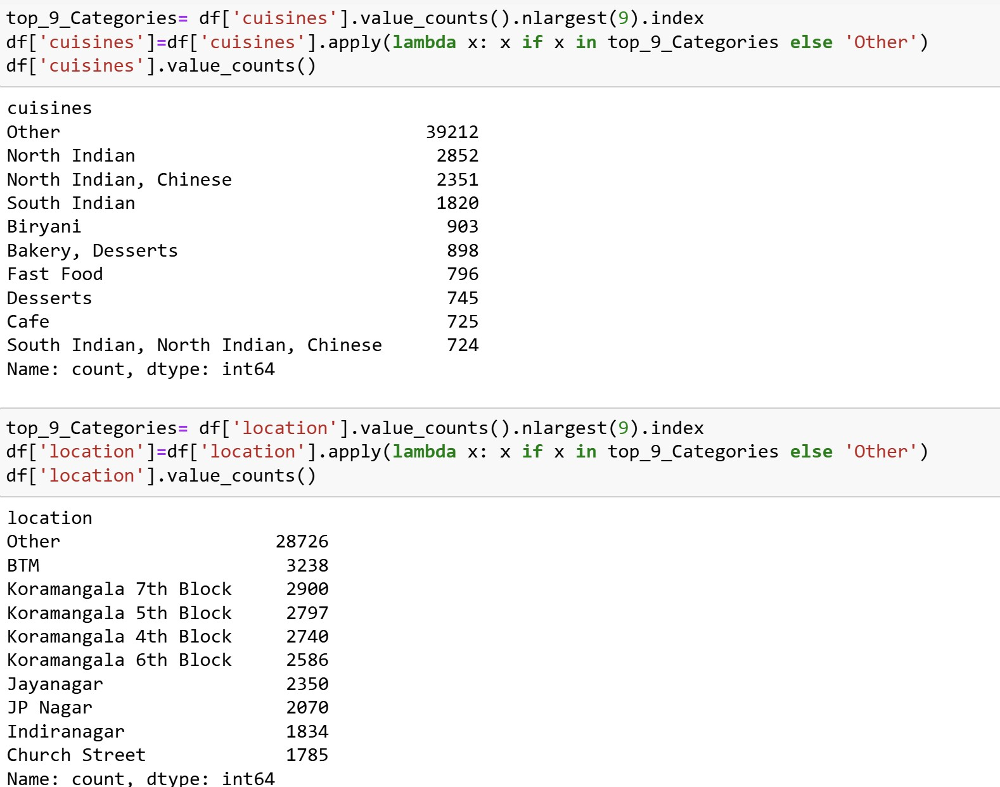 top_9_Categories= df['cuisines'].value_counts().nlargest(9).index
df['cuisines']=df['cuisines'].apply(lambda x: x if x in top_9_Categories else 'Other')
df['cuisines'].value_counts()
cuisines
Other 39212
North Indian 2852
North Indian, Chinese 2351
South Indian 1820
Biryani 903
Bakery, Desserts 898
Fast Food 796
Desserts 745
Cafe 725
South Indian, North Indian, Chinese 724
Name: count, dtype: int64
top_9_Categories= df['location'].value_counts().nlargest(9).index
df['location']=df['location'].apply(lambda x: x if x in top_9_Categories else 'Other')
df['location'].value_counts()
location
Other 28726
BTM 3238
Koramangala 7th Block 2900
Koramangala 5th Block 2797
Koramangala 4th Block 2740
Koramangala 6th Block 2586
Jayanagar 2350
JP Nagar 2070
Indiranagar 1834
Church Street 1785
Name: count, dtype: int64